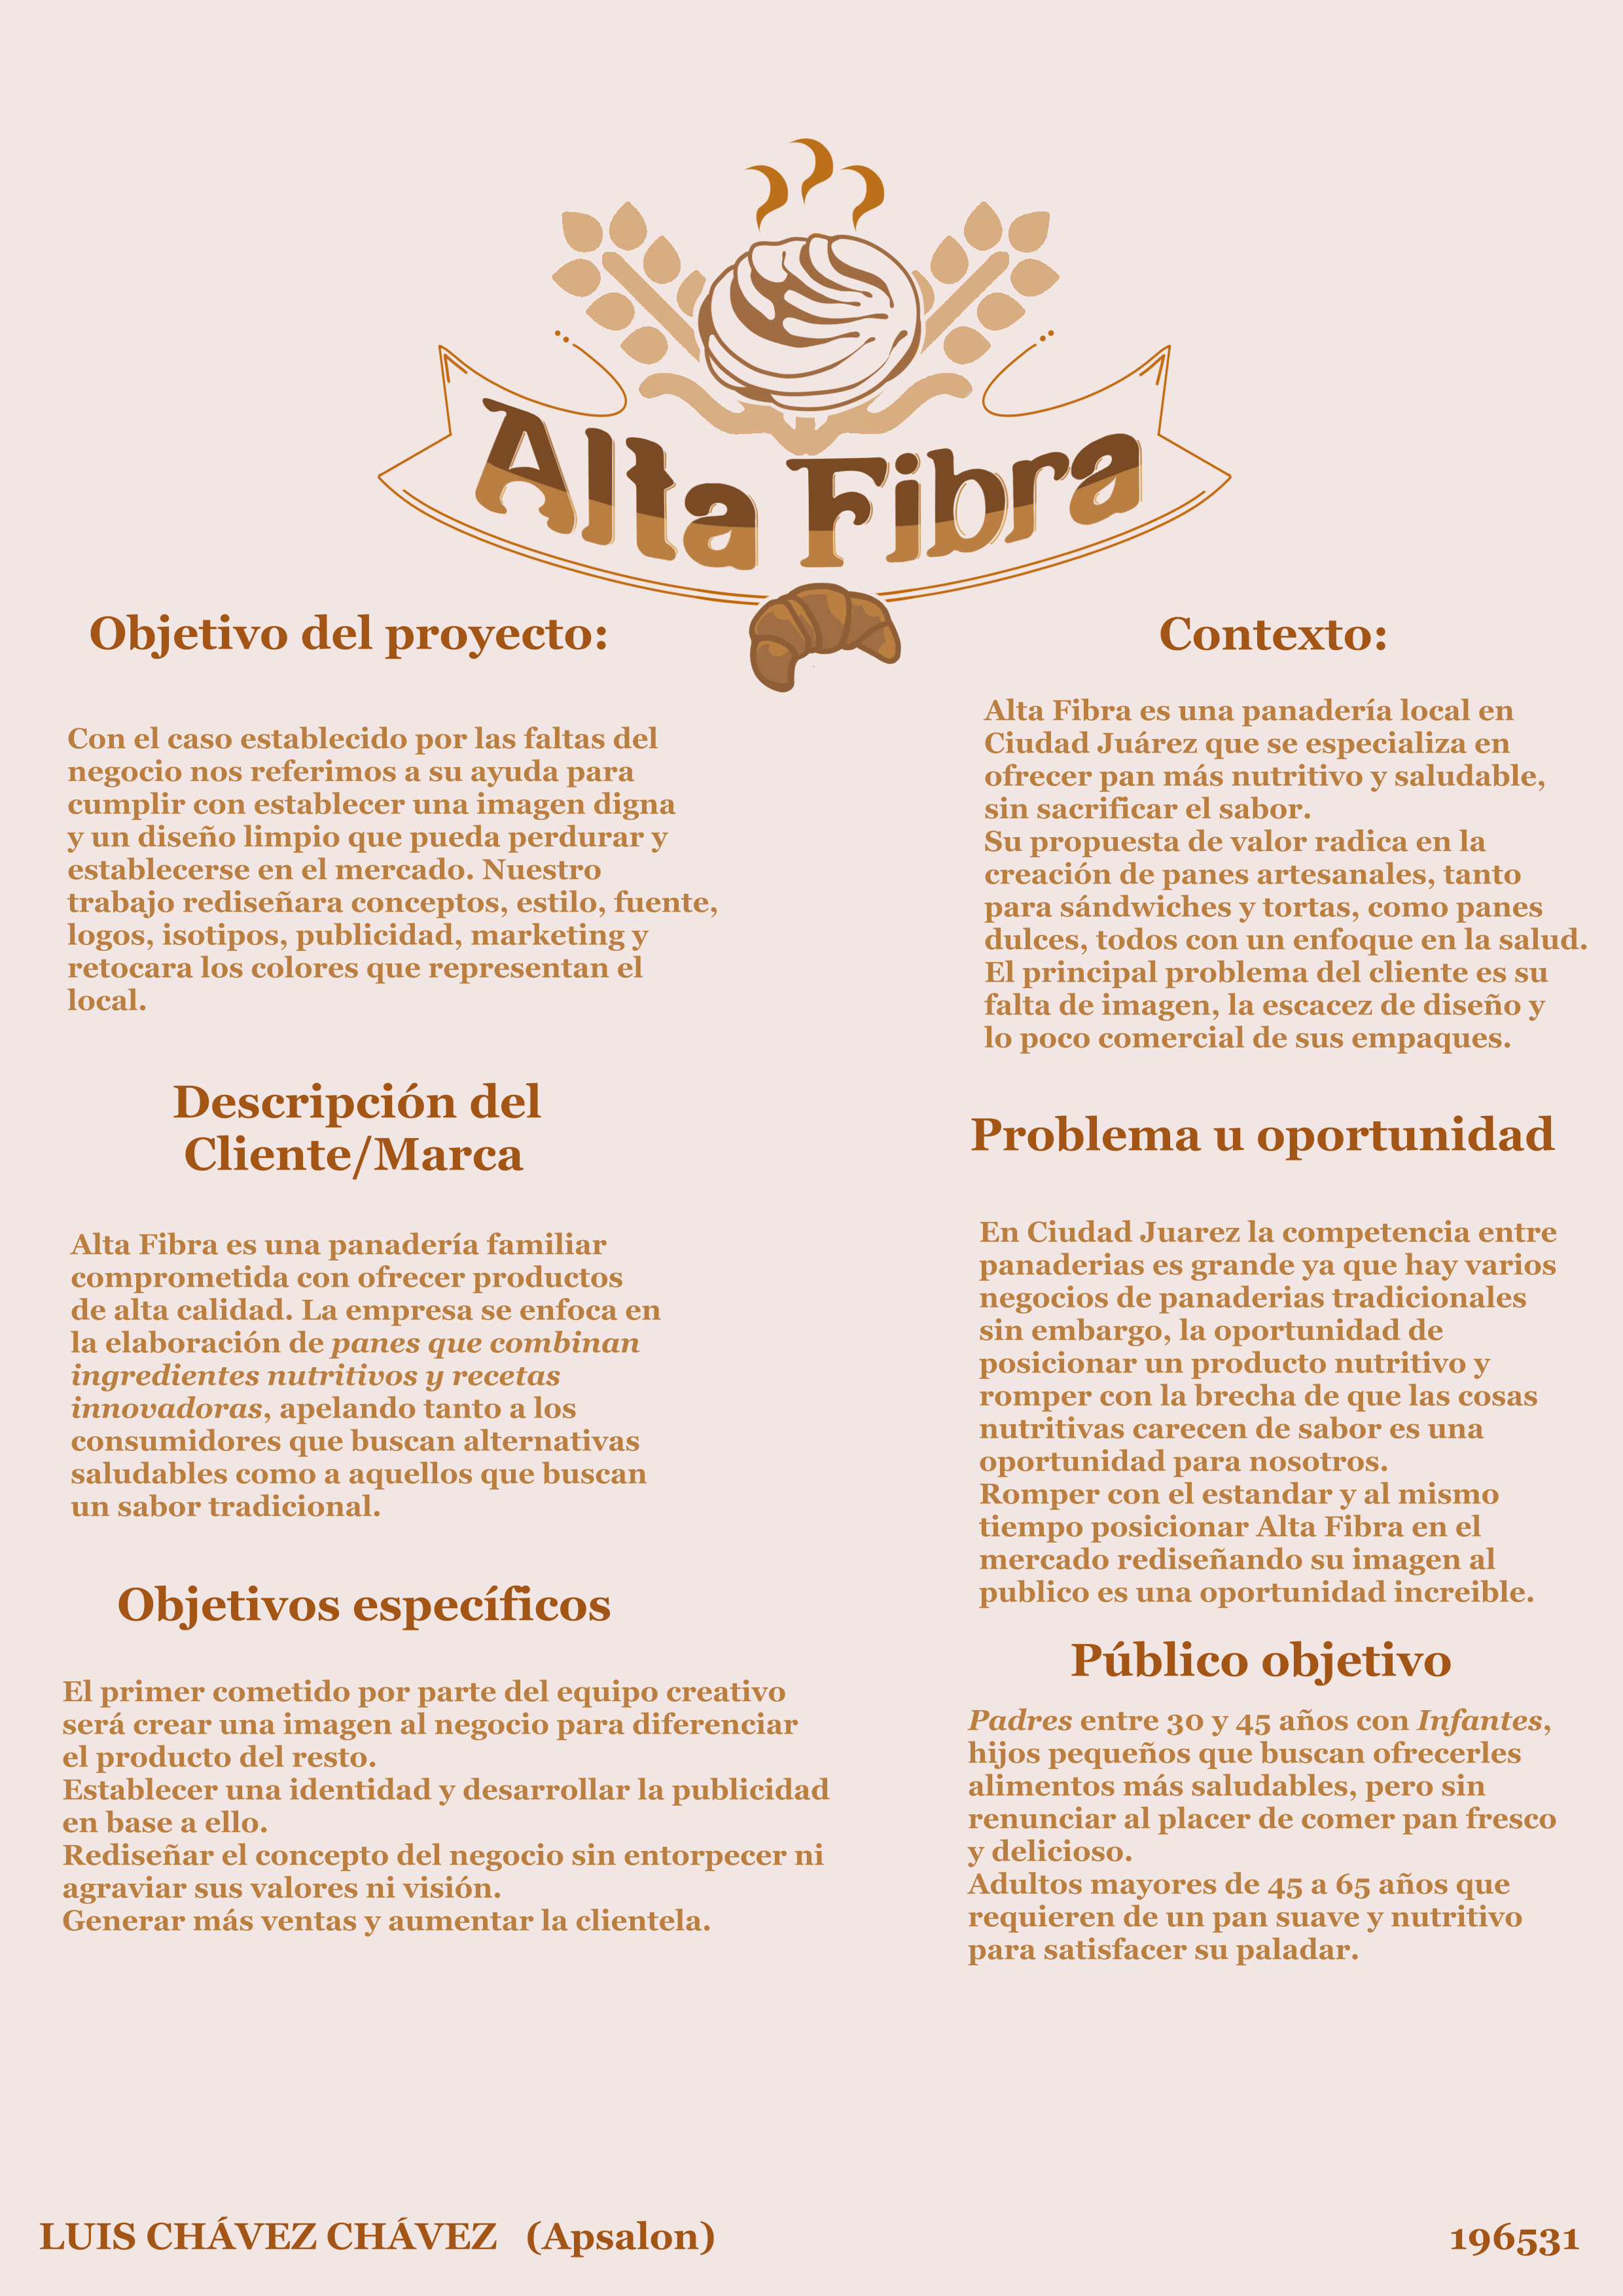 Alta Fibra
Objetivo del proyecto:
Con el caso establecido por las faltas del
negocio nos referimos a su ayuda para
cumplir con establecer una imagen digna
y un diseño limpio que pueda perdurar y
establecerse en el mercado. Nuestro
trabajo rediseñara conceptos, estilo, fuente,
logos, isotipos, publicidad, marketing y
retocara los colores que representan el
local.
Descripción del
Cliente/Marca
Alta Fibra es una panadería familiar
comprometida con ofrecer productos
de alta calidad. La empresa se enfoca en
la elaboración de panes que combinan
ingredientes nutritivos y recetas
innovadoras, apelando tanto a los
consumidores que buscan alternativas
saludables como a aquellos que buscan
un sabor tradicional.
Objetivos específicos
El primer cometido por parte del equipo creativo
será crear una imagen al negocio para diferenciar
el producto del resto.
Establecer una identidad y desarrollar la publicidad
en base a ello.
Rediseñar el concepto del negocio sin entorpecer ni
agraviar sus valores ni visión.
Generar más ventas y aumentar la clientela.
Contexto:
Alta Fibra es una panadería local en
Ciudad Juárez que se especializa en
ofrecer pan más nutritivo y saludable,
sin sacrificar el sabor.
Su propuesta de valor radica en la
creación de panes artesanales, tanto
para sándwiches y tortas, como panes
dulces, todos con un enfoque en la salud.
El principal problema del cliente es su
falta de imagen, la escacez de diseño y
lo poco comercial de sus empaques.
Problema u oportunidad
En Ciudad Juarez la competencia entre
panaderias es grande ya que hay varios
negocios de panaderias tradicionales
sin embargo, la oportunidad de
posicionar un producto nutritivo y
romper con la brecha de que las cosas
nutritivas carecen de sabor es una
oportunidad para nosotros.
Romper con el estandar y al mismo
tiempo posicionar Alta Fibra en el
mercado rediseñando su imagen al
publico es una oportunidad increible.
Público objetivo
Padres entre 30 y 45 años con Infantes,
hijos pequeños que buscan ofrecerles
alimentos más saludables, pero sin
renunciar al placer de comer pan fresco
y delicioso.
Adultos mayores de 45 a 65 años que
requieren de un pan suave y nutritivo
para satisfacer su paladar.
LUIS CHÁVEZ CHÁVEZ (Apsalon)
196531